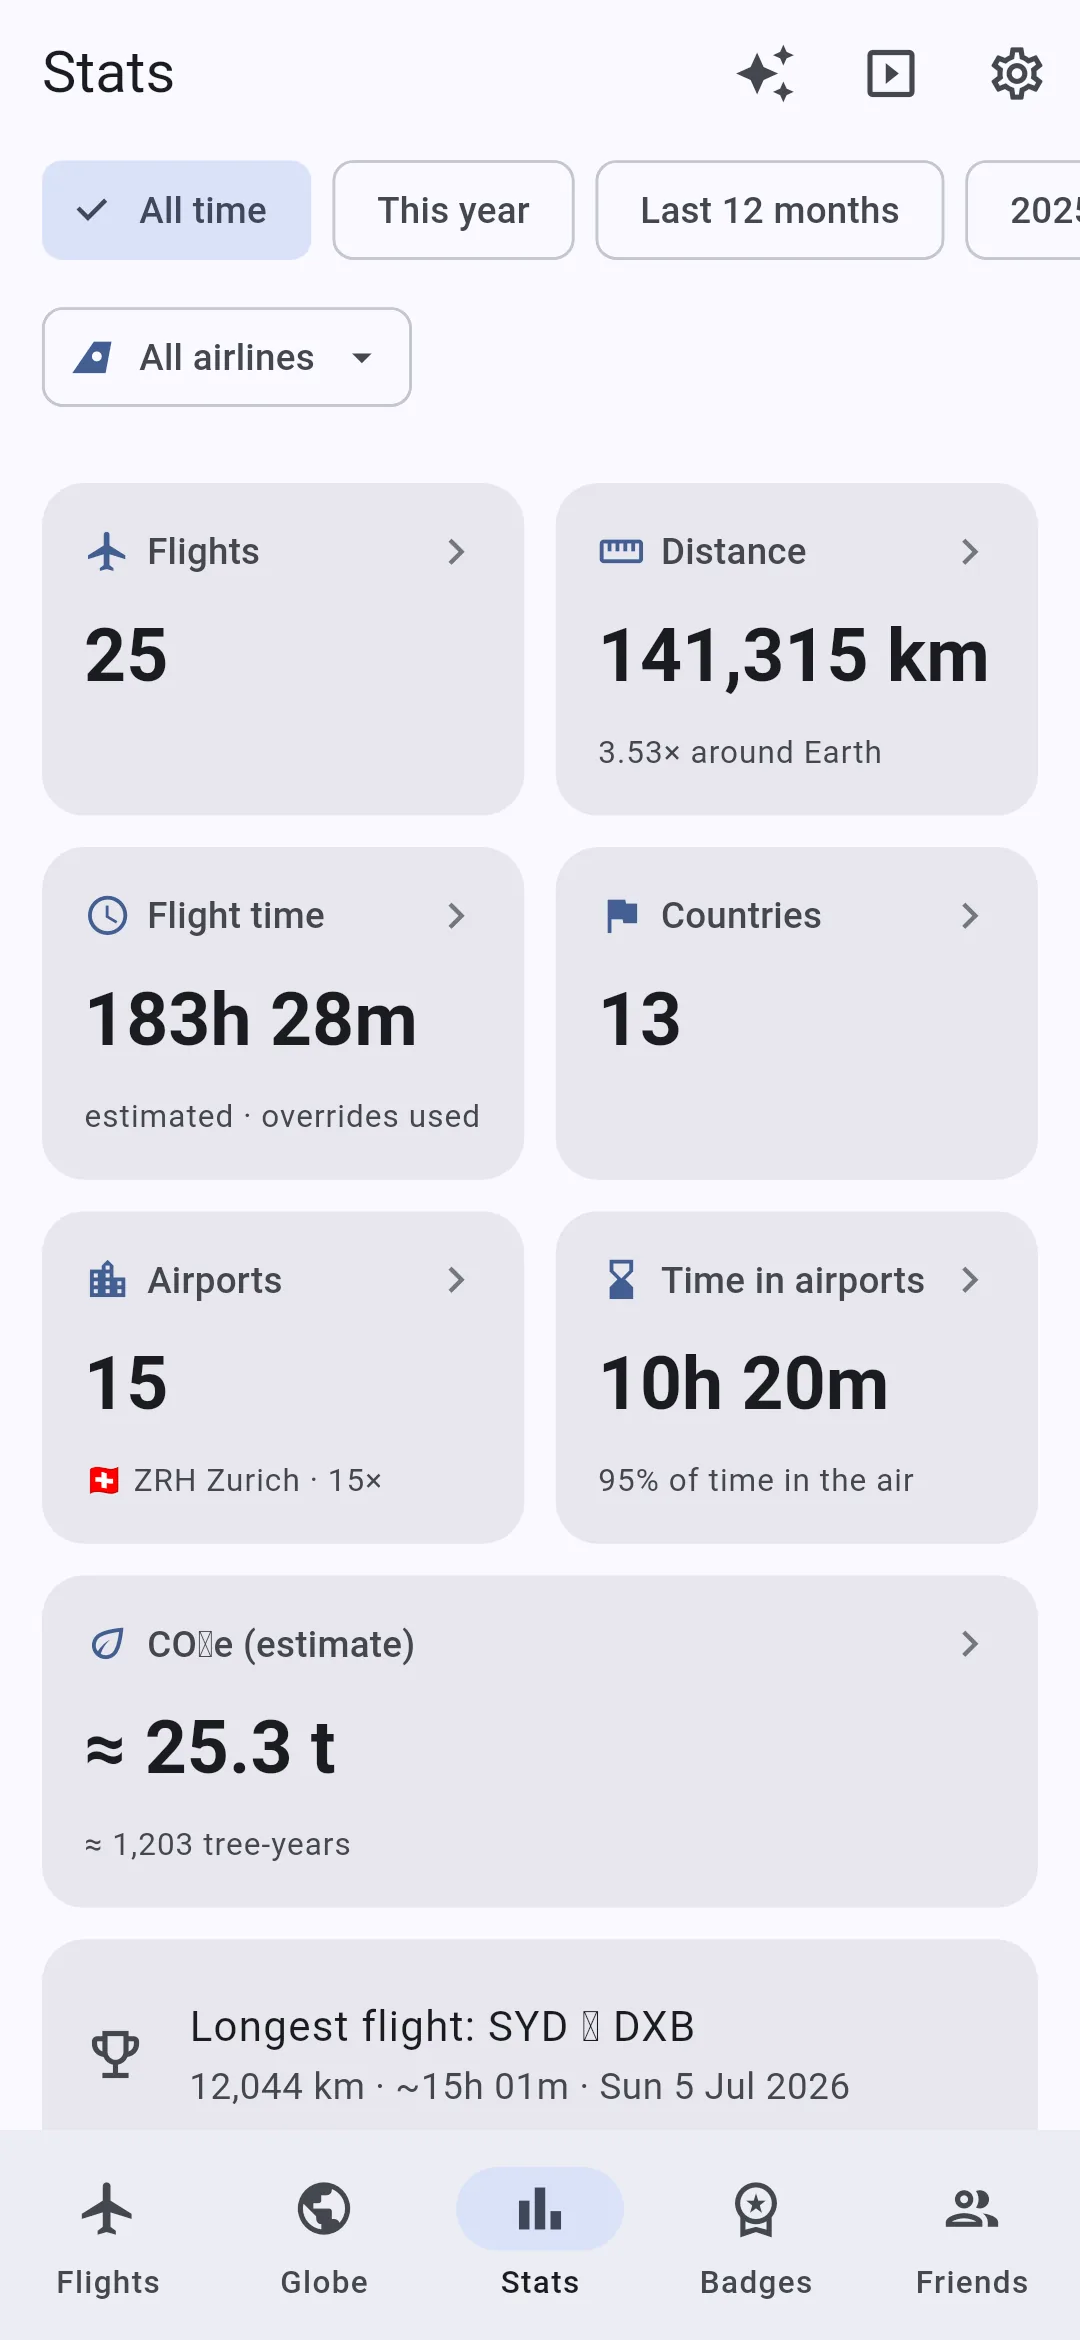 Stats
All time
This year
Last 12 months
2025
All airlines
Flights
25
Distance
141,315 km
3.53× around Earth
Flight time
183h 28m
estimated · overrides used
Countries
13
Airports
15
🇨🇭 ZRH Zurich · 15×
Time in airports
10h 20m
95% of time in the air
CO▯e (estimate)
≈ 25.3 t
≈ 1,203 tree-years
Longest flight: SYD ▯ DXB
12,044 km · ~15h 01m · Sun 5 Jul 2026
Flights
Globe
Stats
Badges
Friends